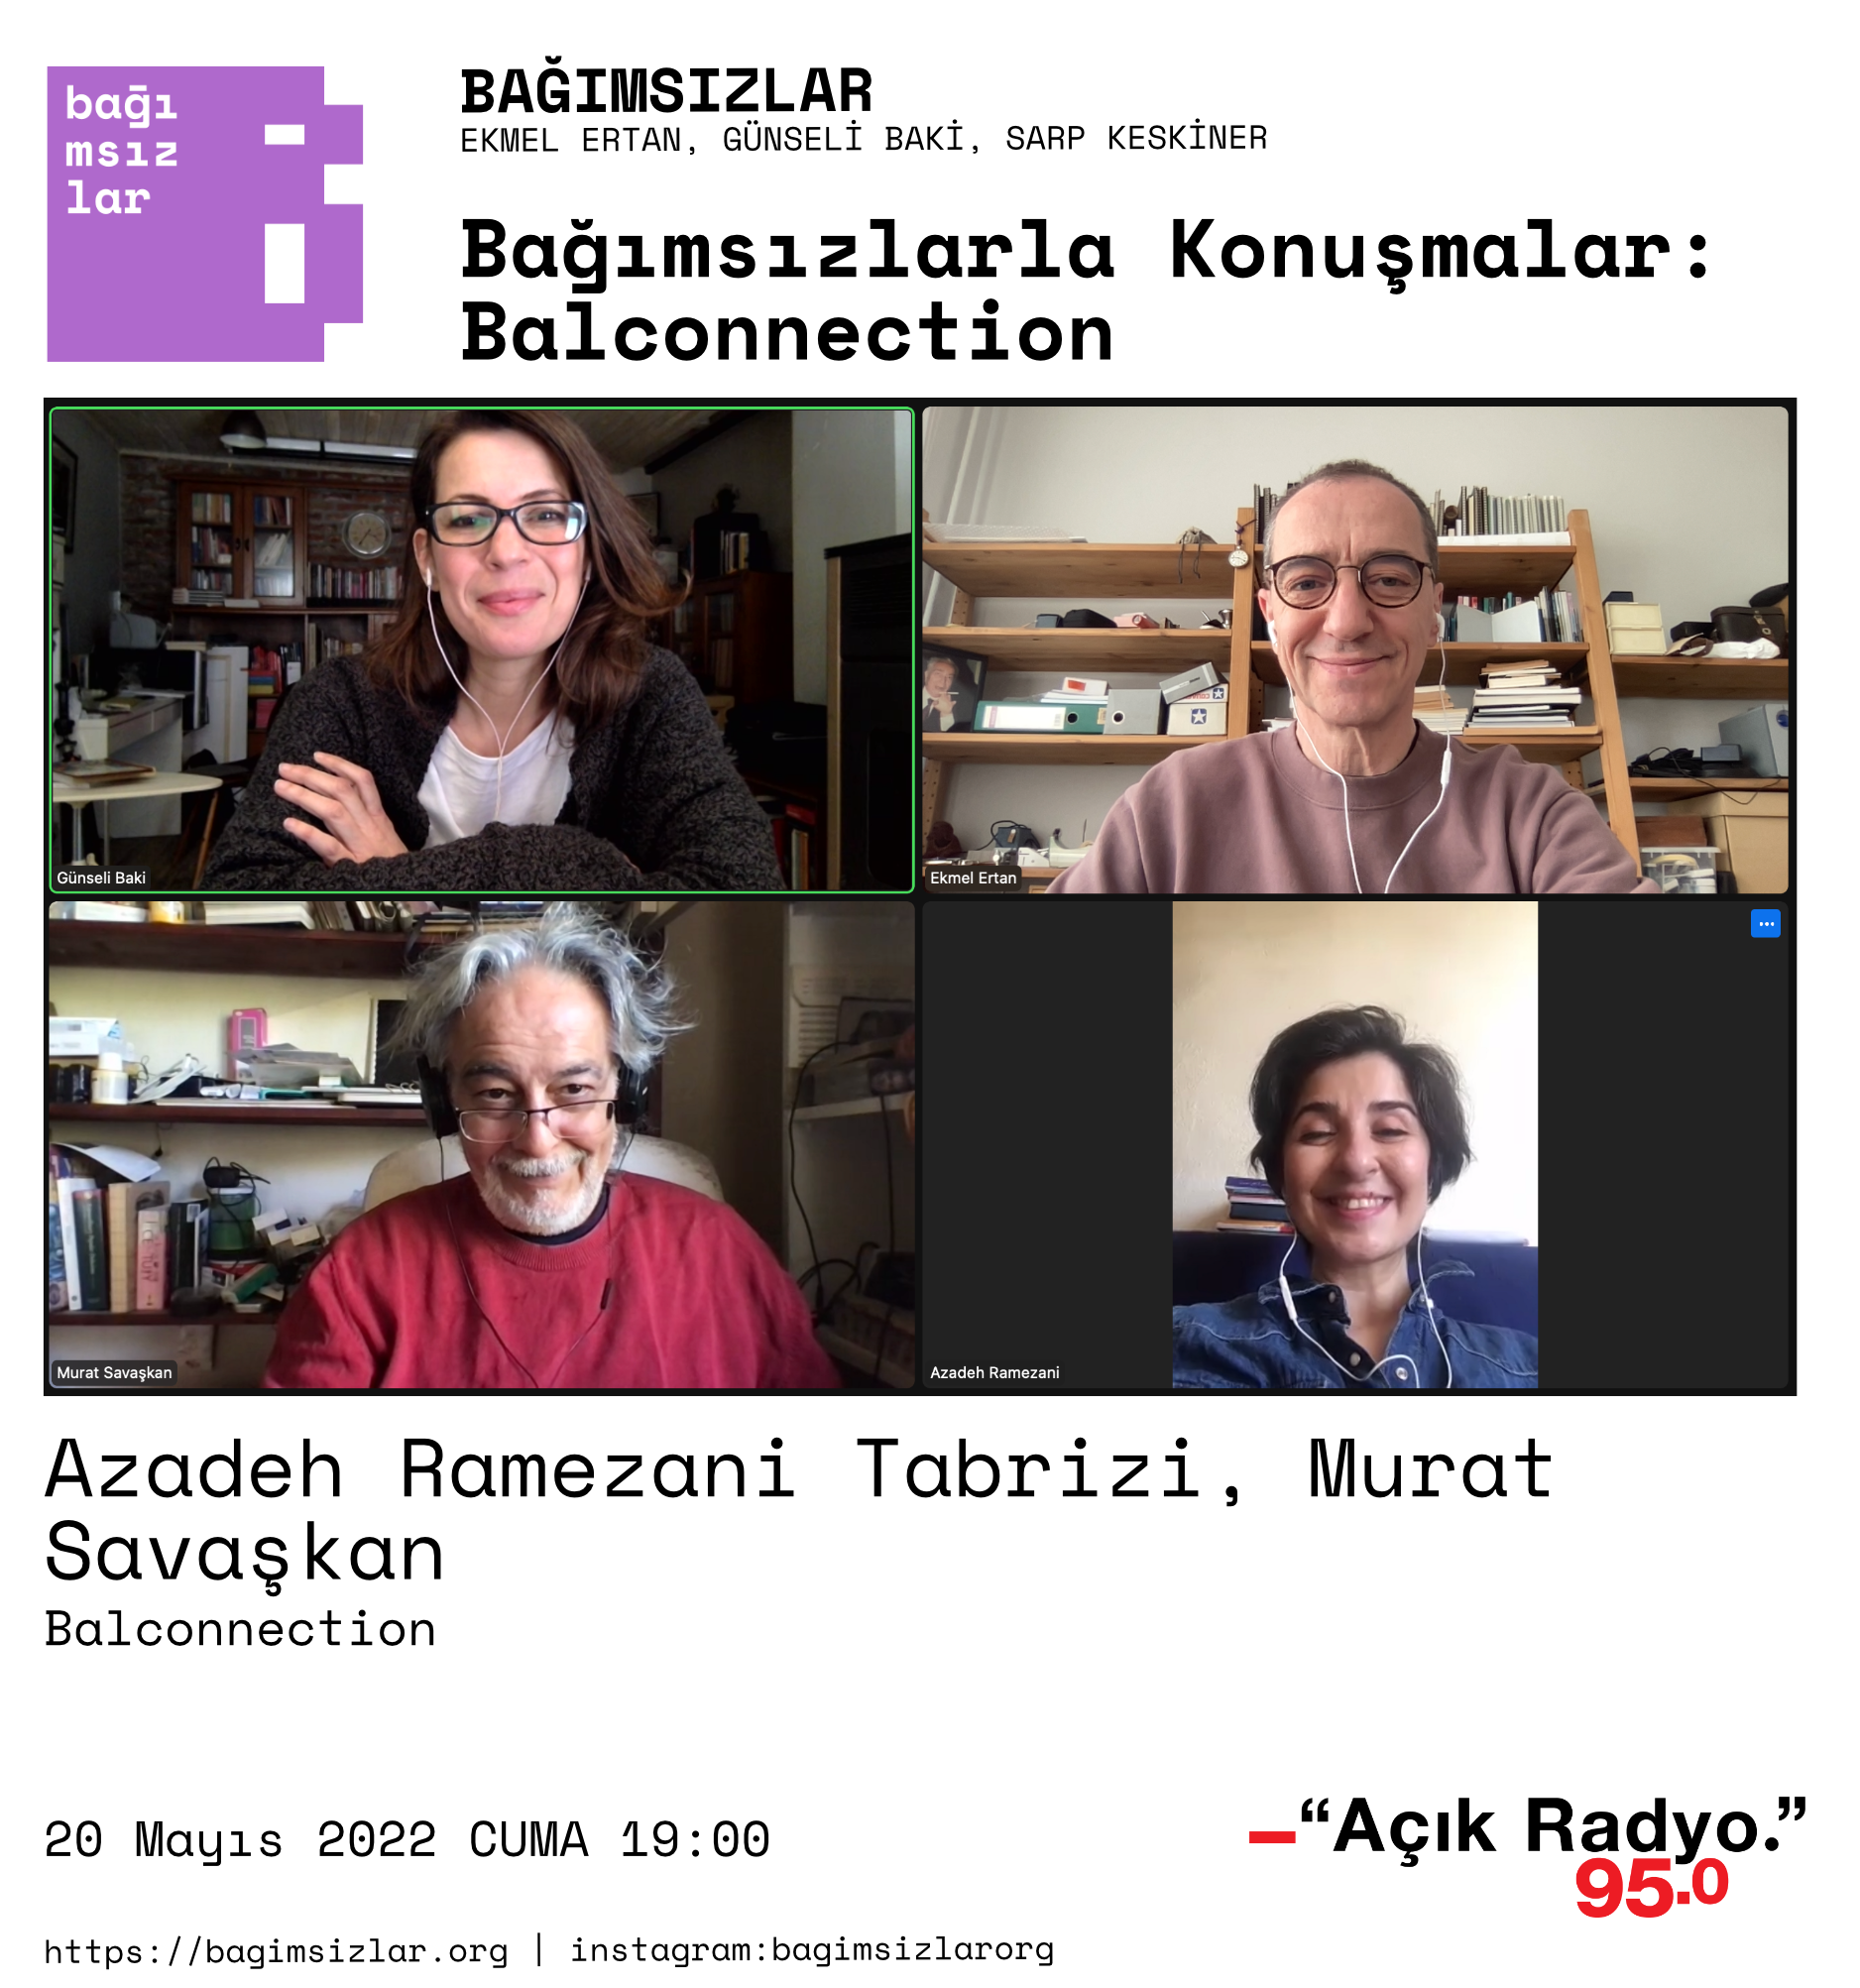 bağı
msız
lar
BAĞIMSIZLAR
EKMEL ERTAN, GÜNSELİ BAKİ, SARP KESKİNER
Bağımsızlarla Konuşmalar:
Balconnection
Günseli Baki
Ekmel Ertan
Murat Savaşkan
Azadeh Ramezani
Azadeh Ramezani Tabrizi, Murat
Savaşkan
Balconnection
20 Mayıs 2022 CUMA 19:00
“Açık Radyo.”
95.0
https://bagimsizlar.org | instagram:bagimsizlarorg